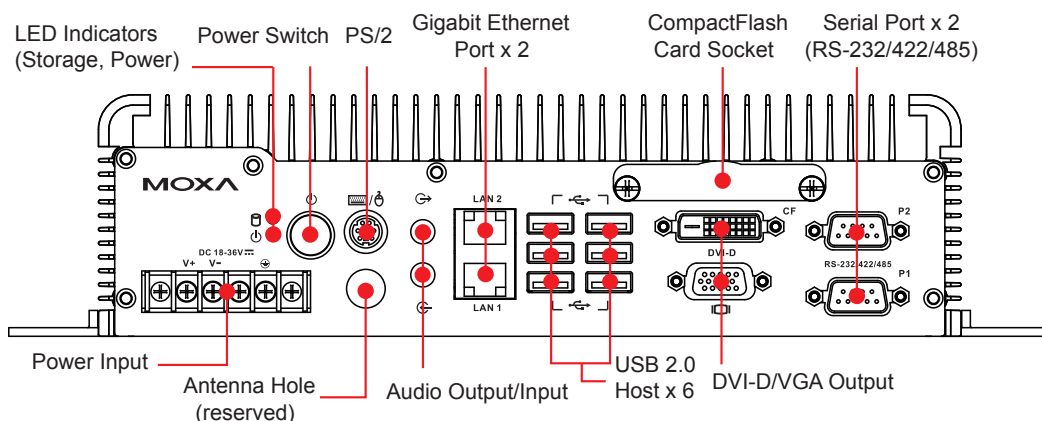 LED Indicators
(Storage, Power)
Power Switch
PS/2
Gigabit Ethernet
Port x 2
CompactFlash
Card Socket
Serial Port x 2
(RS-232/422/485)
MOXA
LAN 2
CF
P2
DC 18-36V
V+ V−
DVI-D
RS-232/422/485
P1
LAN 1
Power Input
Antenna Hole
(reserved)
Audio Output/Input
USB 2.0
Host x 6
DVI-D/VGA Output